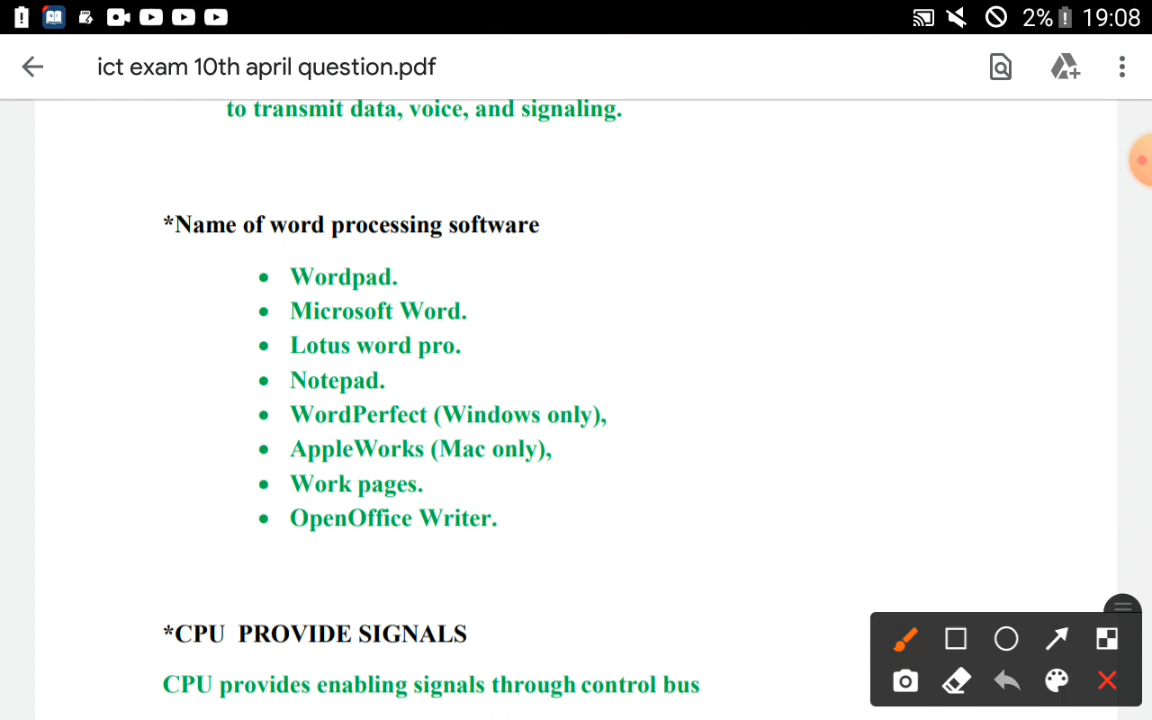 2% 19:08
ict exam 10th april question.pdf
to transmit data, voice, and signaling.
*Name of word processing software
• Wordpad.
• Microsoft Word.
• Lotus word pro.
• Notepad.
• WordPerfect (Windows only),
• AppleWorks (Mac only),
• Work pages.
• OpenOffice Writer.
*CPU PROVIDE SIGNALS
CPU provides enabling signals through control bus